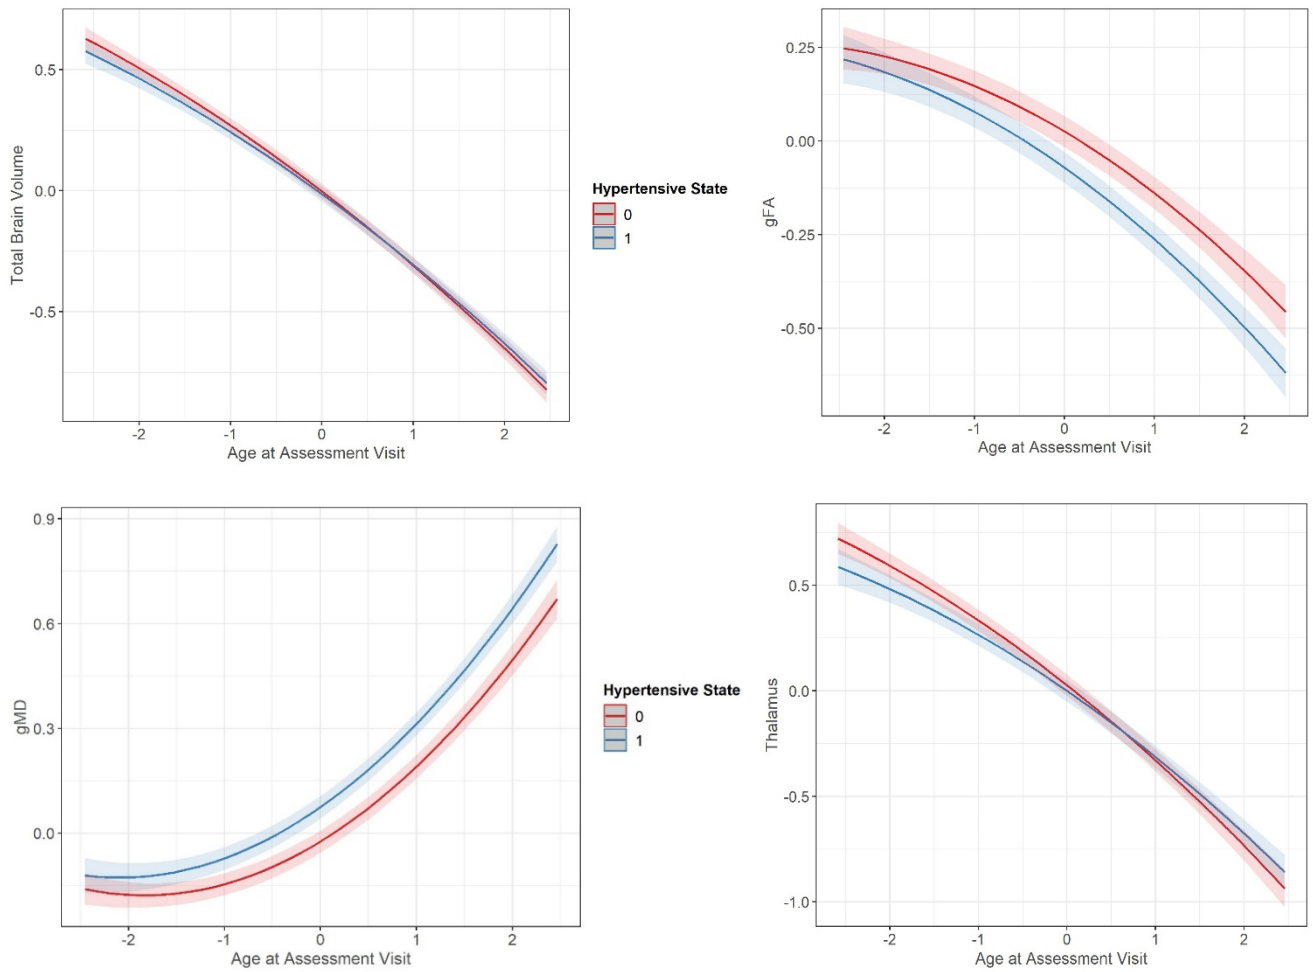 0.5
0.0
-0.5
Total Brain Volume
-2 -1 0 1 2
Age at Assessment Visit
Hypertensive State
0
1
0.25
0.00
-0.25
-0.50
gFA
-2 -1 0 1 2
Age at Assessment Visit
0.9
0.6
0.3
0.0
gMD
-2 -1 0 1 2
Age at Assessment Visit
Hypertensive State
0
1
0.5
0.0
-0.5
-1.0
Thalamus
-2 -1 0 1 2
Age at Assessment Visit